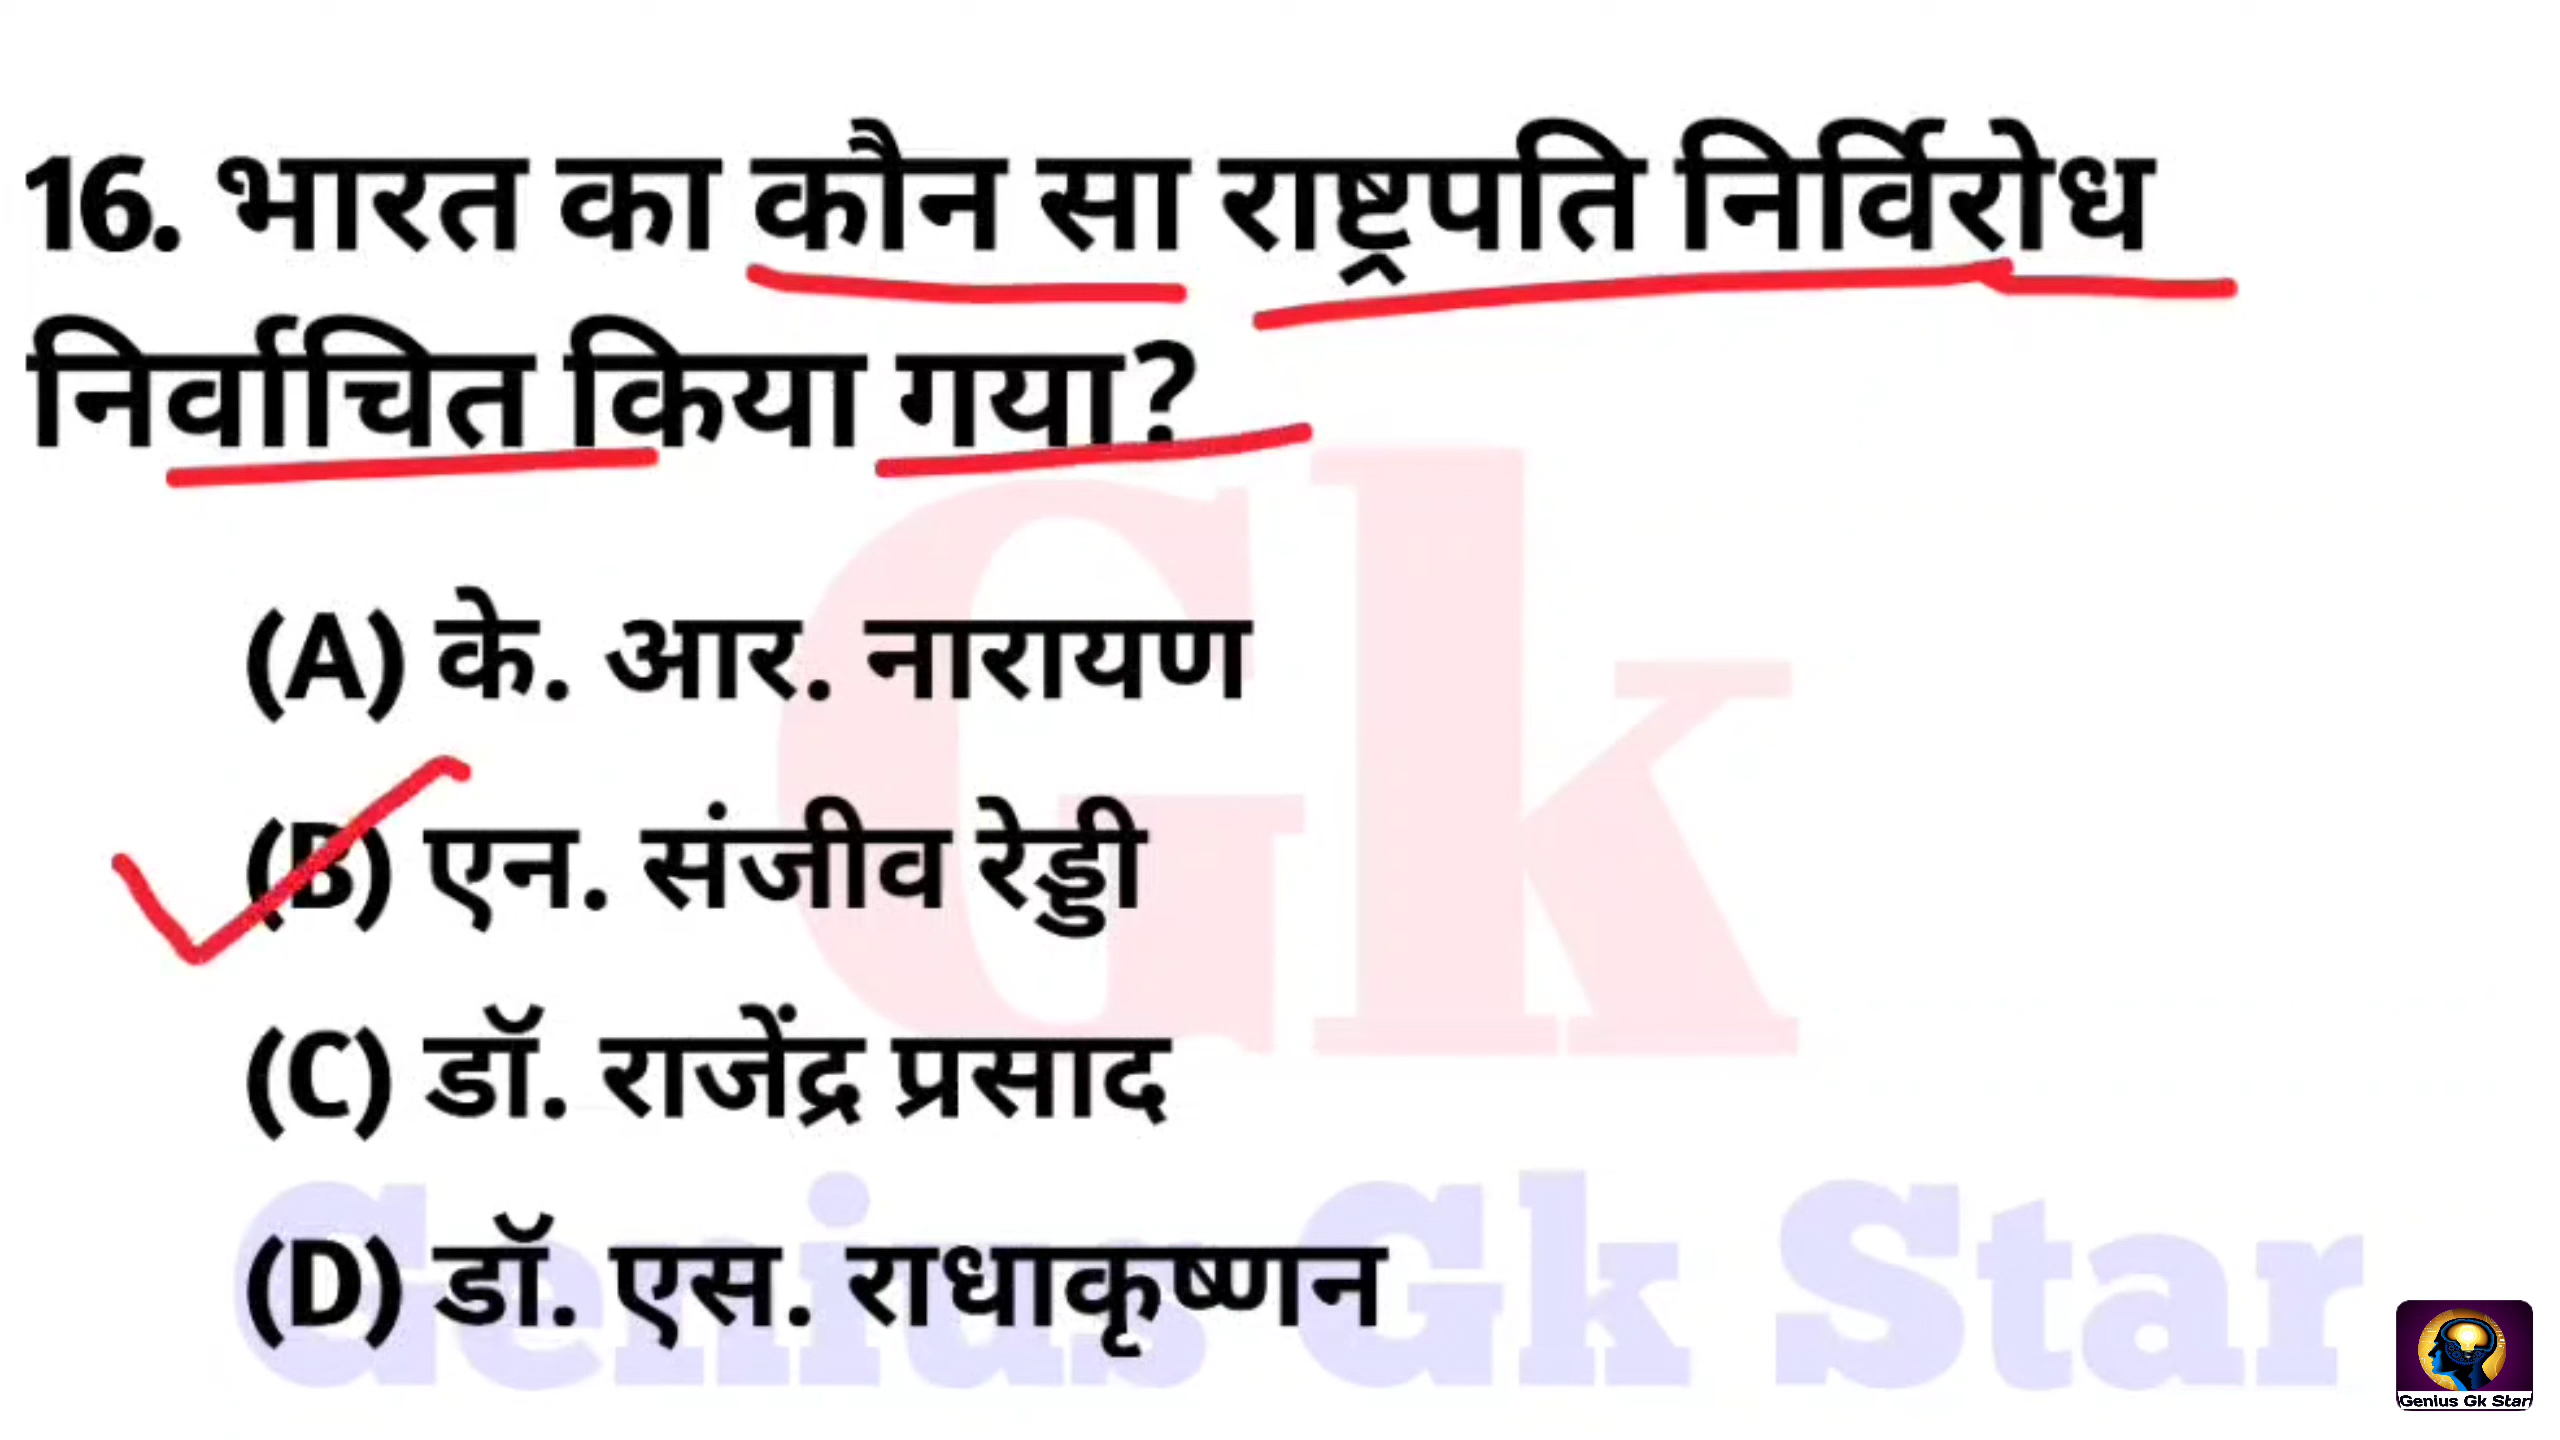 16. भारत का कौन सा राष्ट्रपति निर्विरोध
निर्वाचित किया गया?
(A) के. आर. नारायण
(B) एन. संजीव रेड्डी
(C) डॉ. राजेंद्र प्रसाद
(D) डॉ. एस. राधाकृष्णन
Gk
Genius Gk Star
Genius Gk Star